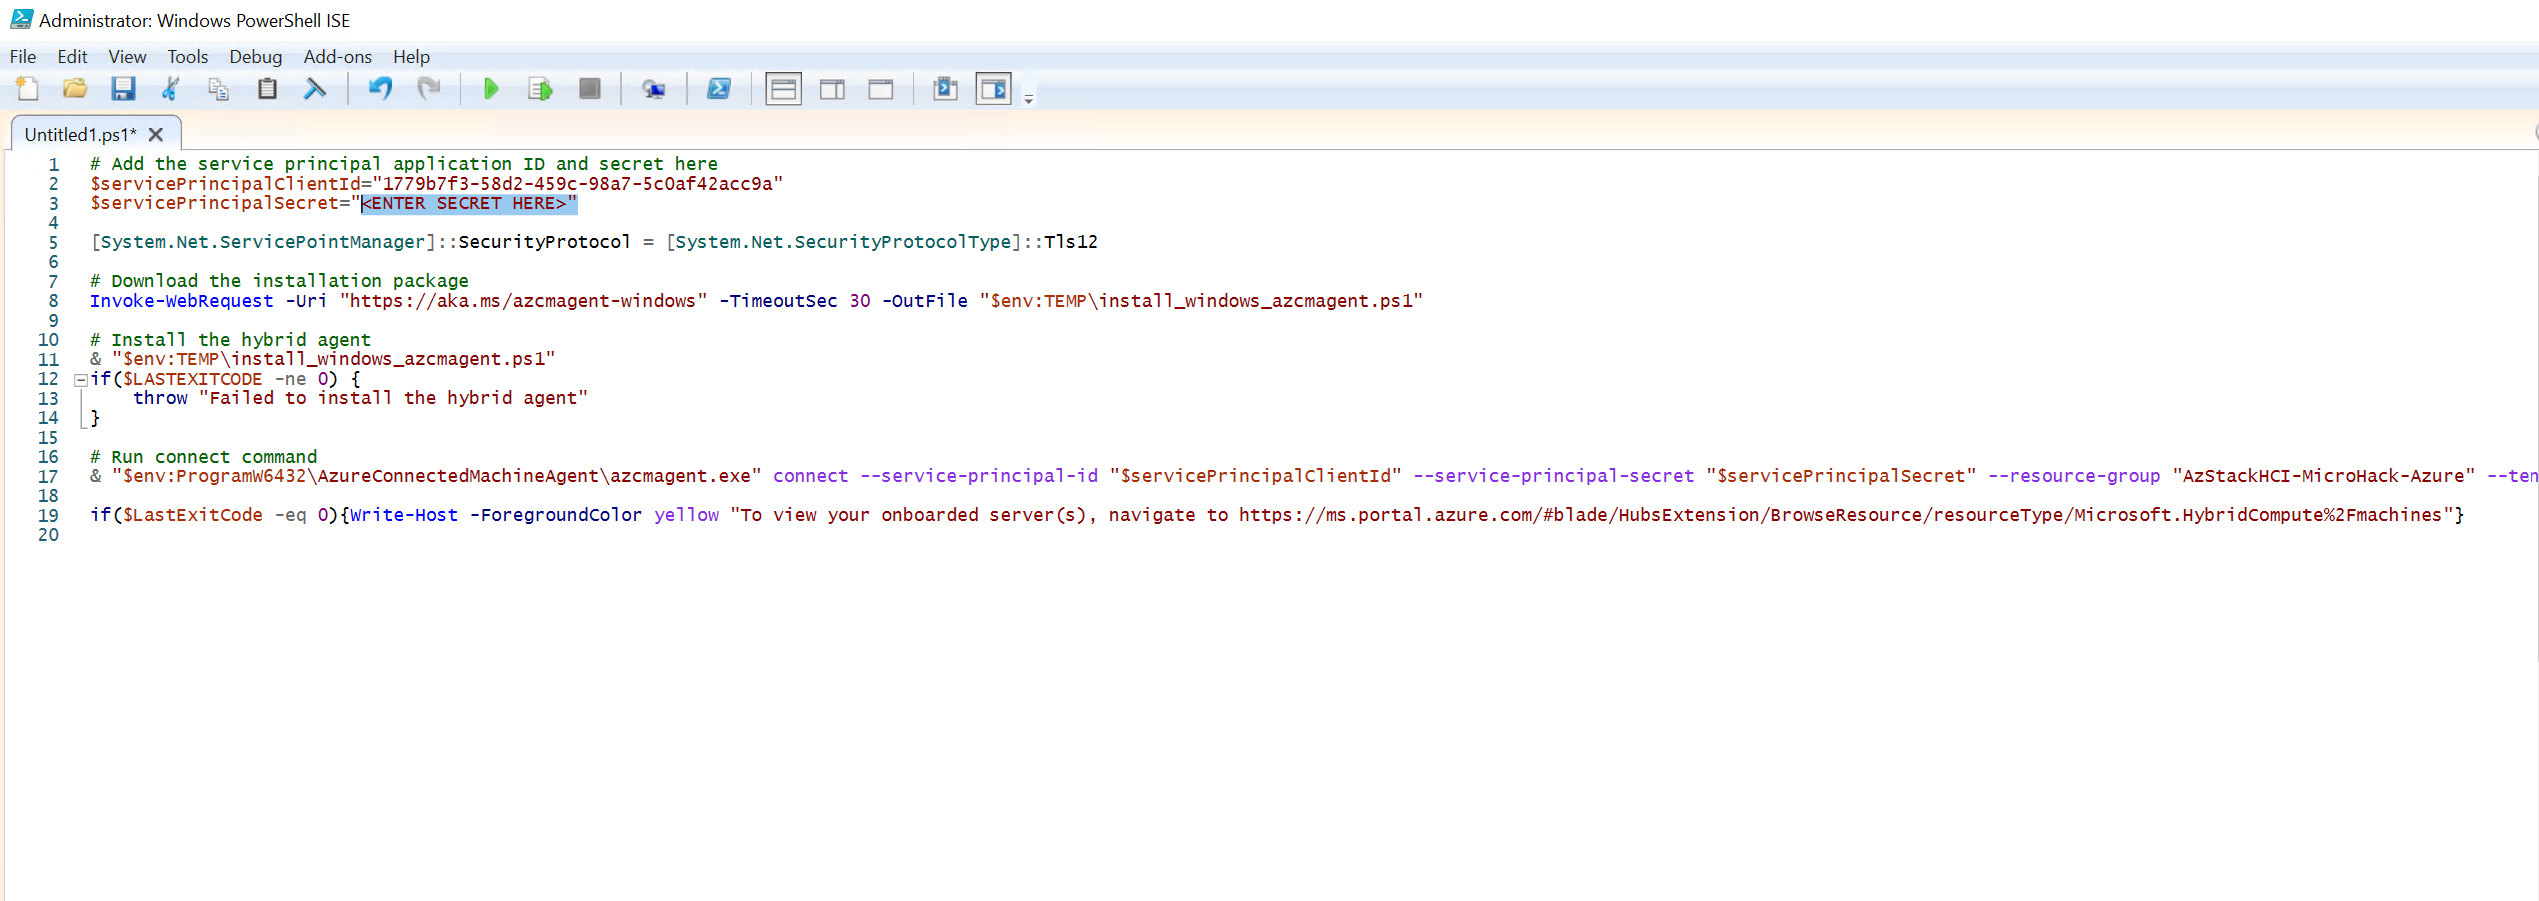 Administrator: Windows PowerShell ISE
File Edit View Tools Debug Add-ons Help
Untitled1.ps1*
1 # Add the service principal application ID and secret here
2 $servicePrincipalClientId="1779b7f3-58d2-459c-98a7-5c0af42acc9a"
3 $servicePrincipalSecret="<ENTER SECRET HERE>"
4
5 [System.Net.ServicePointManager]::SecurityProtocol = [System.Net.SecurityProtocolType]::Tls12
6
7 # Download the installation package
8 Invoke-WebRequest -Uri "https://aka.ms/azcmagent-windows" -TimeoutSec 30 -OutFile "$env:TEMP\install_windows_azcmagent.ps1"
9
10 # Install the hybrid agent
11 & "$env:TEMP\install_windows_azcmagent.ps1"
12 if($LASTEXITCODE -ne 0) {
13 throw "Failed to install the hybrid agent"
14 }
15
16 # Run connect command
17 & "$env:ProgramW6432\AzureConnectedMachineAgent\azcmagent.exe" connect --service-principal-id "$servicePrincipalClientId" --service-principal-secret "$servicePrincipalSecret" --resource-group "AzStackHCI-MicroHack-Azure" --ten
18
19 if($LastExitCode -eq 0){Write-Host -ForegroundColor yellow "To view your onboarded server(s), navigate to https://ms.portal.azure.com/#blade/HubsExtension/BrowseResource/resourceType/Microsoft.HybridCompute%2Fmachines"}
20